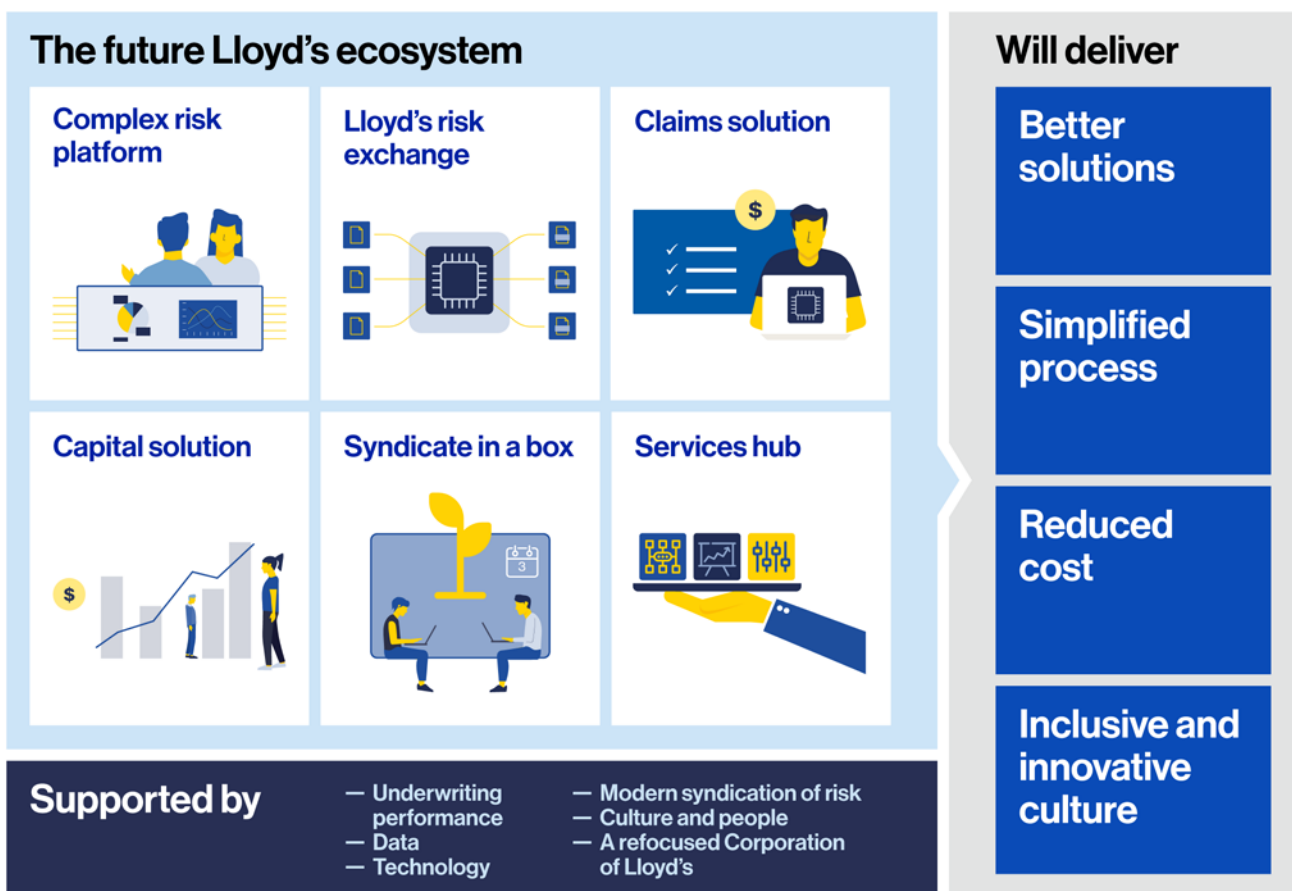 The future Lloyd's ecosystem
Complex risk
platform
Lloyd's risk
exchange
Claims solution
$
Capital solution
$
Syndicate in a box
3
Services hub
Will deliver
Better
solutions
Simplified
process
Reduced
cost
Inclusive and
innovative
culture
Supported by
— Underwriting
performance
— Data
— Technology
— Modern syndication of risk
— Culture and people
— A refocused Corporation
of Lloyd's